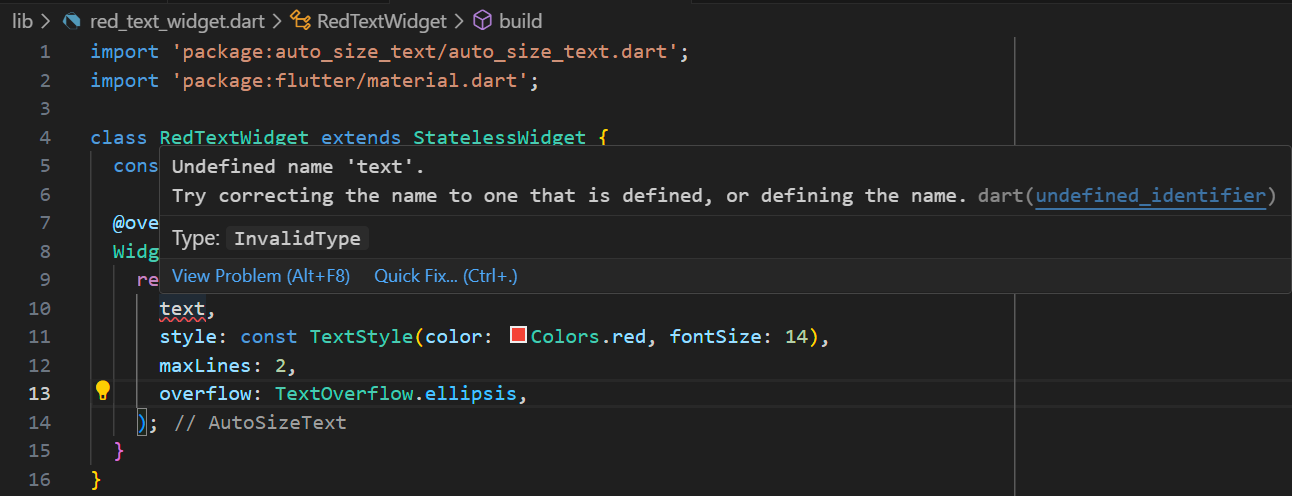 lib > red_text_widget.dart > RedTextWidget > build
1 import 'package:auto_size_text/auto_size_text.dart';
2 import 'package:flutter/material.dart';
3
4 class RedTextWidget extends StatelessWidget {
5 cons
Undefined name 'text'.
6 Try correcting the name to one that is defined, or defining the name. dart(undefined_identifier)
7 @ove
8 Widg Type: InvalidType
9 re View Problem (Alt+F8) Quick Fix... (Ctrl+.)
10 text,
11 style: const TextStyle(color: Colors.red, fontSize: 14),
12 maxLines: 2,
13 overflow: TextOverflow.ellipsis,
14 ); // AutoSizeText
15 }
16 }